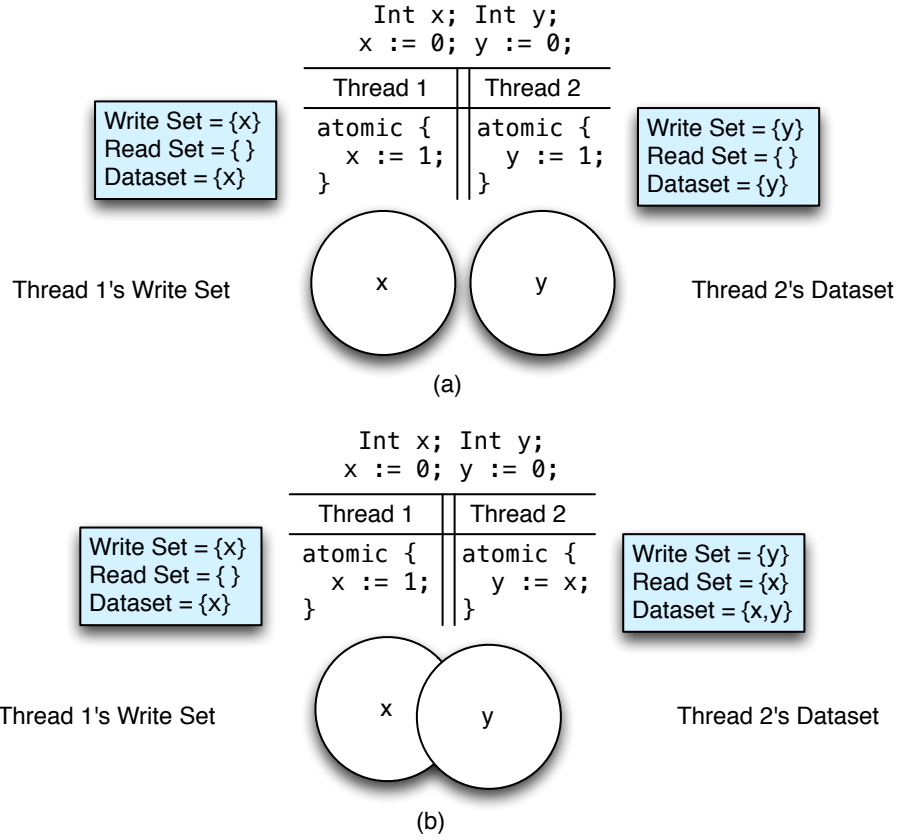 Int x; Int y;
x := 0; y := 0;
Thread 1
Thread 2
Write Set = {x}
Read Set = { }
Dataset = {x}
atomic {
x := 1;
}
atomic {
y := 1;
}
Write Set = {y}
Read Set = { }
Dataset = {y}
Thread 1's Write Set
x
y
Thread 2's Dataset
(a)
Int x; Int y;
x := 0; y := 0;
Thread 1
Thread 2
Write Set = {x}
Read Set = { }
Dataset = {x}
atomic {
x := 1;
}
atomic {
y := x;
}
Write Set = {y}
Read Set = {x}
Dataset = {x,y}
Thread 1's Write Set
x
y
Thread 2's Dataset
(b)